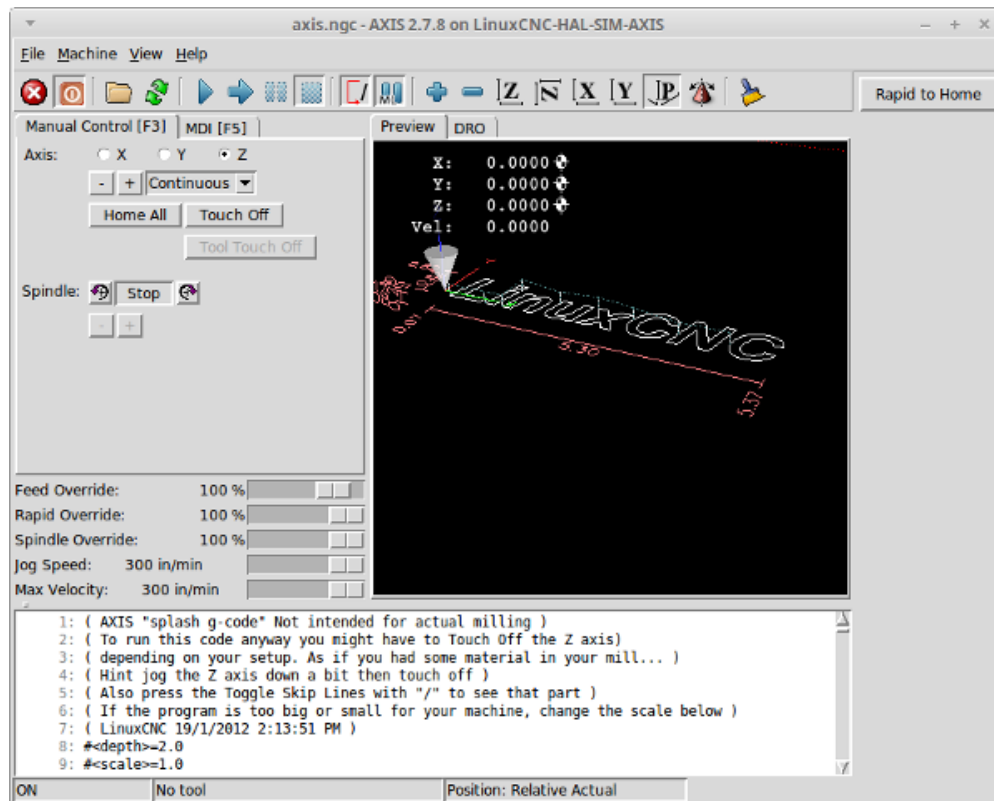 axis.ngc - AXIS 2.7.8 on LinuxCNC-HAL-SIM-AXIS
File Machine View Help
Z N X Y P
Rapid to Home
Manual Control [F3] MDI [F5]
Preview DRO
Axis: X Y Z
- + Continuous
Home All Touch Off
Tool Touch Off
Spindle: Stop
- +
X: 0.0000
Y: 0.0000
Z: 0.0000
Vel: 0.0000
LinuxCNC
5.36
5.37
Feed Override: 100 %
Rapid Override: 100 %
Spindle Override: 100 %
Jog Speed: 300 in/min
Max Velocity: 300 in/min
1: ( AXIS "splash g-code" Not intended for actual milling )
2: ( To run this code anyway you might have to Touch Off the Z axis)
3: ( depending on your setup. As if you had some material in your mill... )
4: ( Hint jog the Z axis down a bit then touch off )
5: ( Also press the Toggle Skip Lines with "/" to see that part )
6: ( If the program is too big or small for your machine, change the scale below )
7: ( LinuxCNC 19/1/2012 2:13:51 PM )
8: #<depth>=2.0
9: #<scale>=1.0
ON No tool Position: Relative Actual